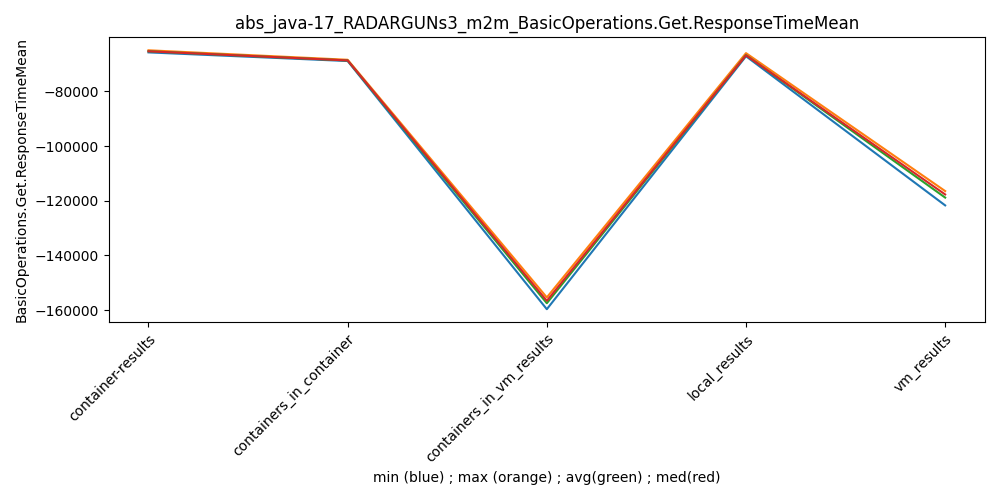 abs_java-17_RADARGUNs3_m2m_BasicOperations.Get.ResponseTimeMean
BasicOperations.Get.ResponseTimeMean
−80000
−100000
−120000
−140000
−160000
container-results
containers_in_container
containers_in_vm_results
local_results
vm_results
min (blue) ; max (orange) ; avg(green) ; med(red)